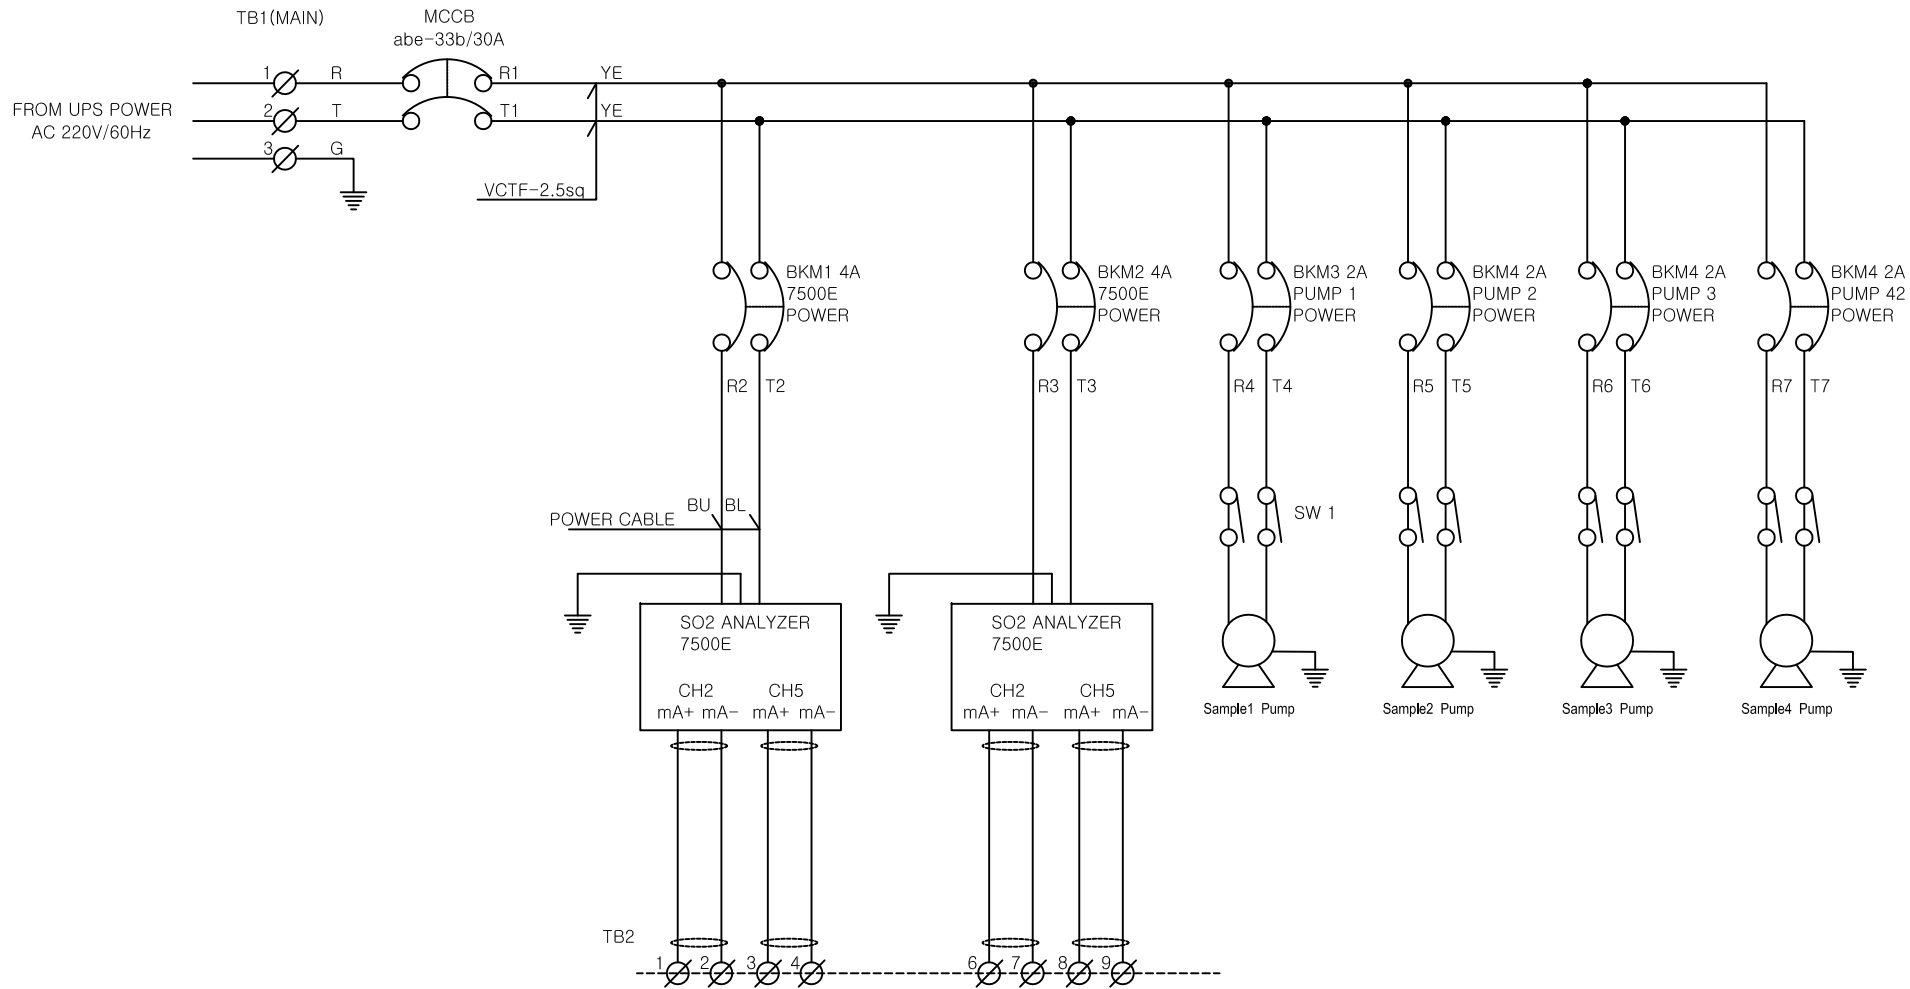 TB1(MAIN)
MCCB
abe-33b/30A
1 R R1 YE
FROM UPS POWER
AC 220V/60Hz
2 T T1 YE
3 G
VCTF-2.5sq
BKM1 4A
7500E
POWER
BKM2 4A
7500E
POWER
BKM3 2A
PUMP 1
POWER
BKM4 2A
PUMP 2
POWER
BKM4 2A
PUMP 3
POWER
BKM4 2A
PUMP 42
POWER
R2 T2 R3 T3 R4 T4 R5 T5 R6 T6 R7 T7
BU BL
POWER CABLE
SW 1
SO2 ANALYZER
7500E
CH2 CH5
mA+ mA- mA+ mA-
SO2 ANALYZER
7500E
CH2 CH5
mA+ mA- mA+ mA-
Sample1 Pump
Sample2 Pump
Sample3 Pump
Sample4 Pump
TB2
1 2 3 4 6 7 8 9